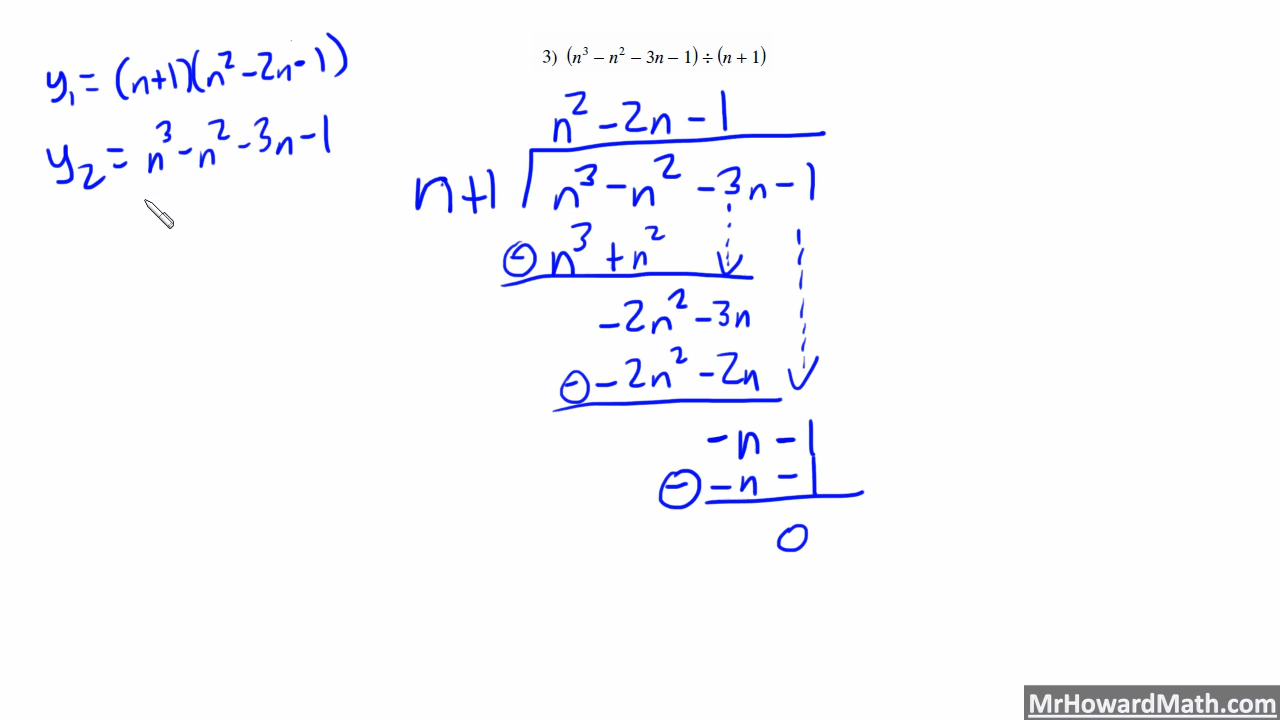 y₁ = (n+1)(n² - 2n - 1)
y₂ = n³ - n² - 3n - 1
3) (n³ − n² − 3n − 1) ÷ (n + 1)
n² - 2n - 1
n+1 n³ - n² - 3n - 1
⊖ n³ + n²
- 2n² - 3n
⊖ - 2n² - 2n
- n - 1
⊖ - n - 1
0
MrHowardMath.com